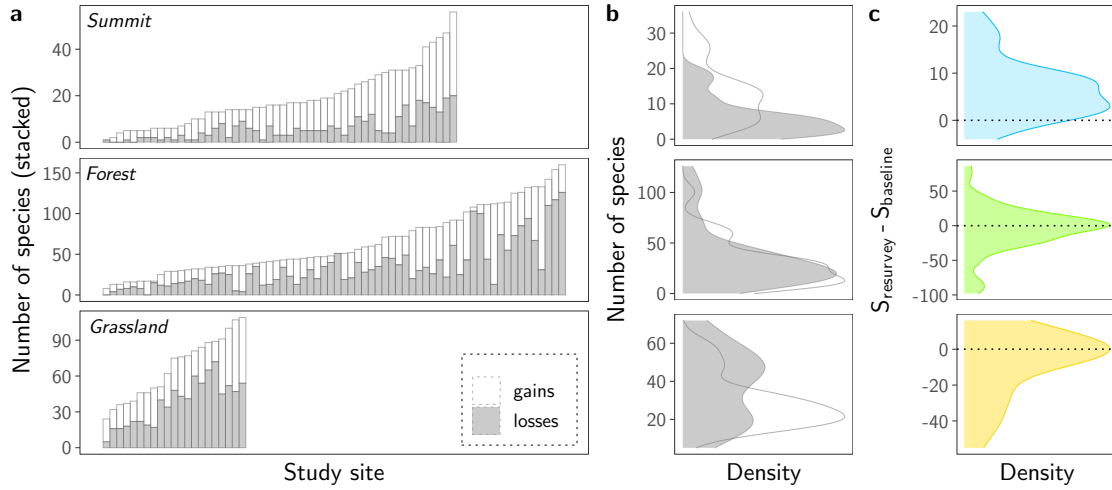 a
b
c
Number of species (stacked)
Summit
40
20
0
Forest
150
100
50
0
Grassland
90
60
30
0
gains
losses
Study site
Number of species
30
20
10
0
100
50
0
60
40
20
Density
S_resurvey - S_baseline
20
10
0
50
0
-50
-100
0
-20
-40
Density